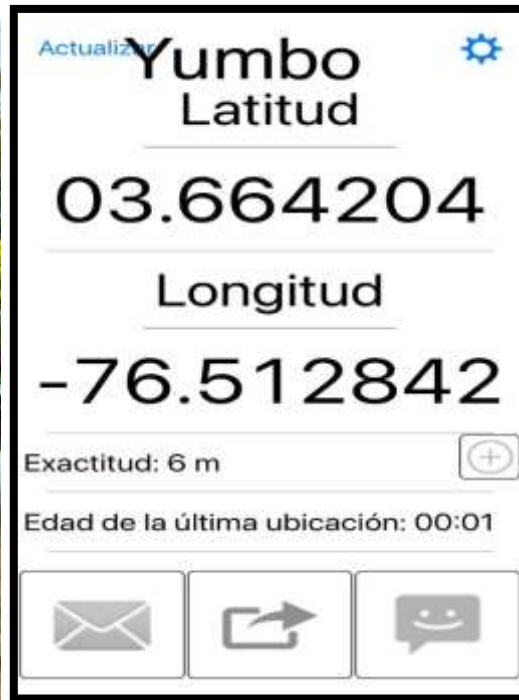 Actualizar
Yumbo
Latitud
03.664204
Longitud
-76.512842
Exactitud: 6 m
Edad de la última ubicación: 00:01